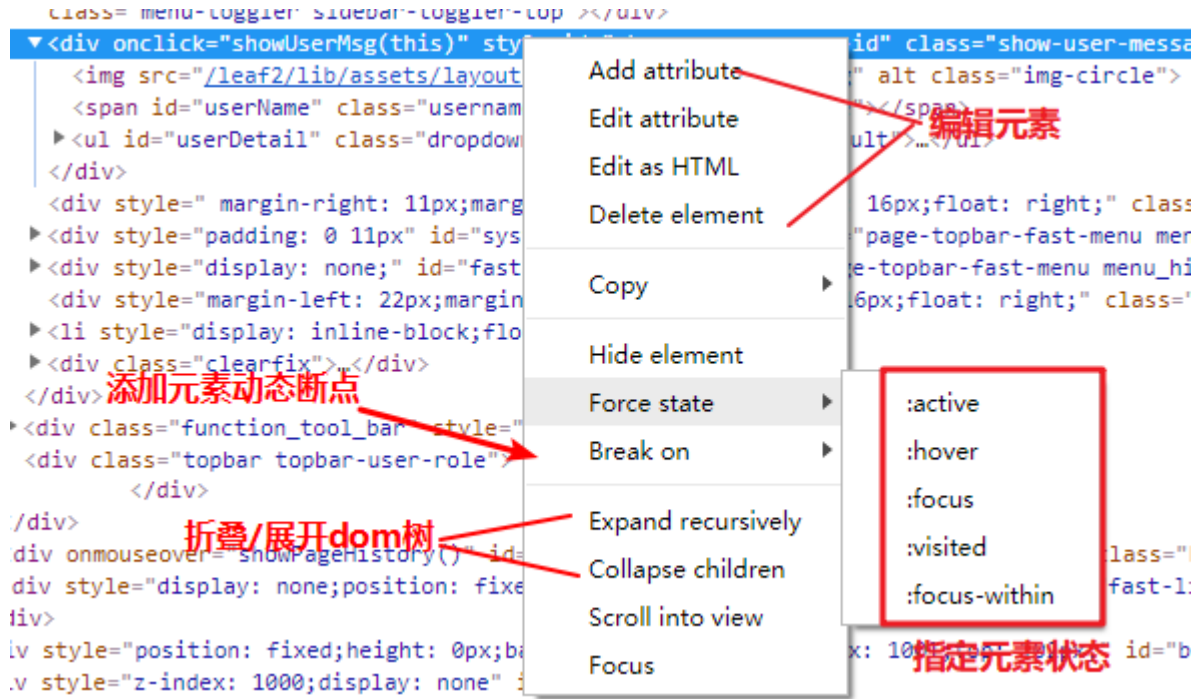 class="menu-toggler sidebar-toggler-top"></div>
▼<div onclick="showUserMsg(this)" sty id" class="show-user-messa
<img src="/leaf2/lib/assets/layout " alt class="img-circle">
<span id="userName" class="usernam "></span>
▶<ul id="userDetail" class="dropdow ult">…</ul>
</div>
<div style=" margin-right: 11px;marg 16px;float: right;" class
▶<div style="padding: 0 11px" id="sys "page-topbar-fast-menu men
▶<div style="display: none;" id="fast e-topbar-fast-menu menu_hi
<div style="margin-left: 22px;margin 16px;float: right;" class="
▶<li style="display: inline-block;flo
▶<div class="clearfix">…</div>
</div>
<div class="function_tool_bar" style="
<div class="topbar topbar-user-role">
</div>
/div>
div onmouseover="showPageHistory()" id= class="
div style="display: none;position: fixe fast-li
div>
iv style="position: fixed;height: 0px;ba x: 100 id="b
iv style="z-index: 1000;display: none"
Add attribute
Edit attribute
Edit as HTML
Delete element
Copy
Hide element
Force state
Break on
Expand recursively
Collapse children
Scroll into view
Focus
:active
:hover
:focus
:visited
:focus-within
编辑元素
添加元素动态断点
折叠/展开dom树
指定元素状态